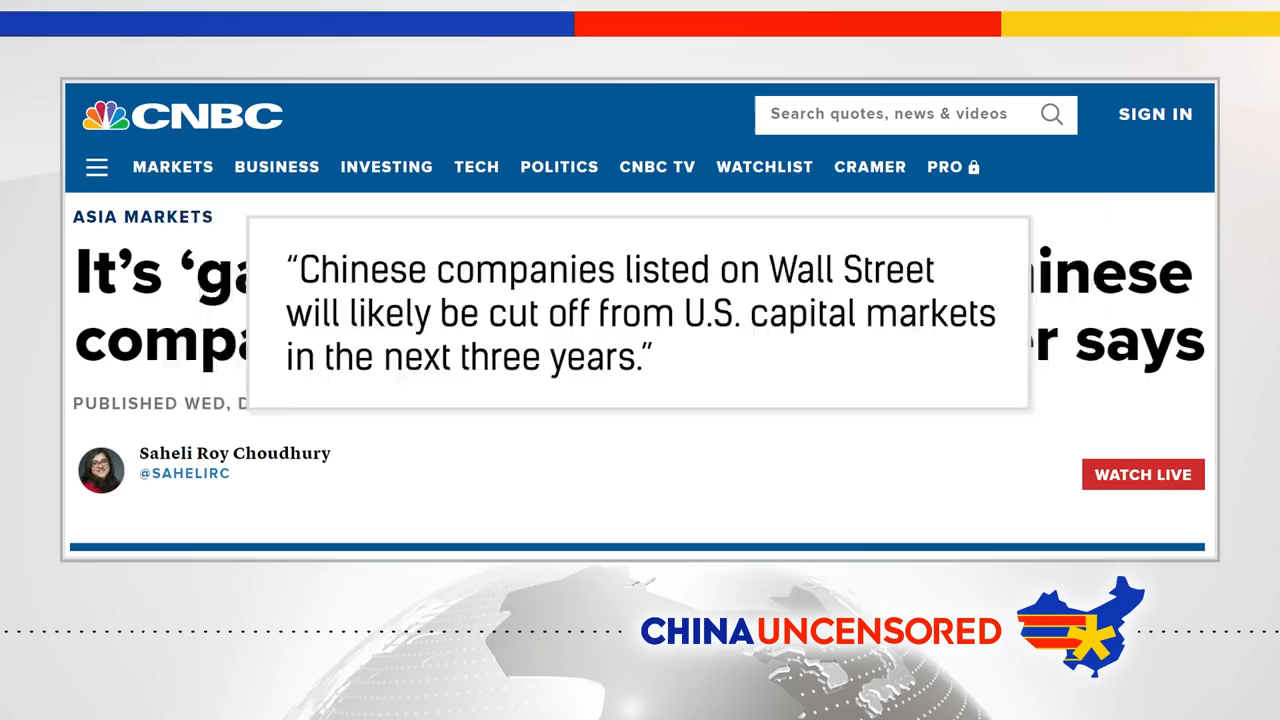 CNBC
Search quotes, news & videos
SIGN IN
MARKETS BUSINESS INVESTING TECH POLITICS CNBC TV WATCHLIST CRAMER PRO
ASIA MARKETS
It’s ‘ga inese
compa r says
“Chinese companies listed on Wall Street
will likely be cut off from U.S. capital markets
in the next three years.”
PUBLISHED WED, D
Saheli Roy Choudhury
@SAHELIRC
WATCH LIVE
CHINA UNCENSORED